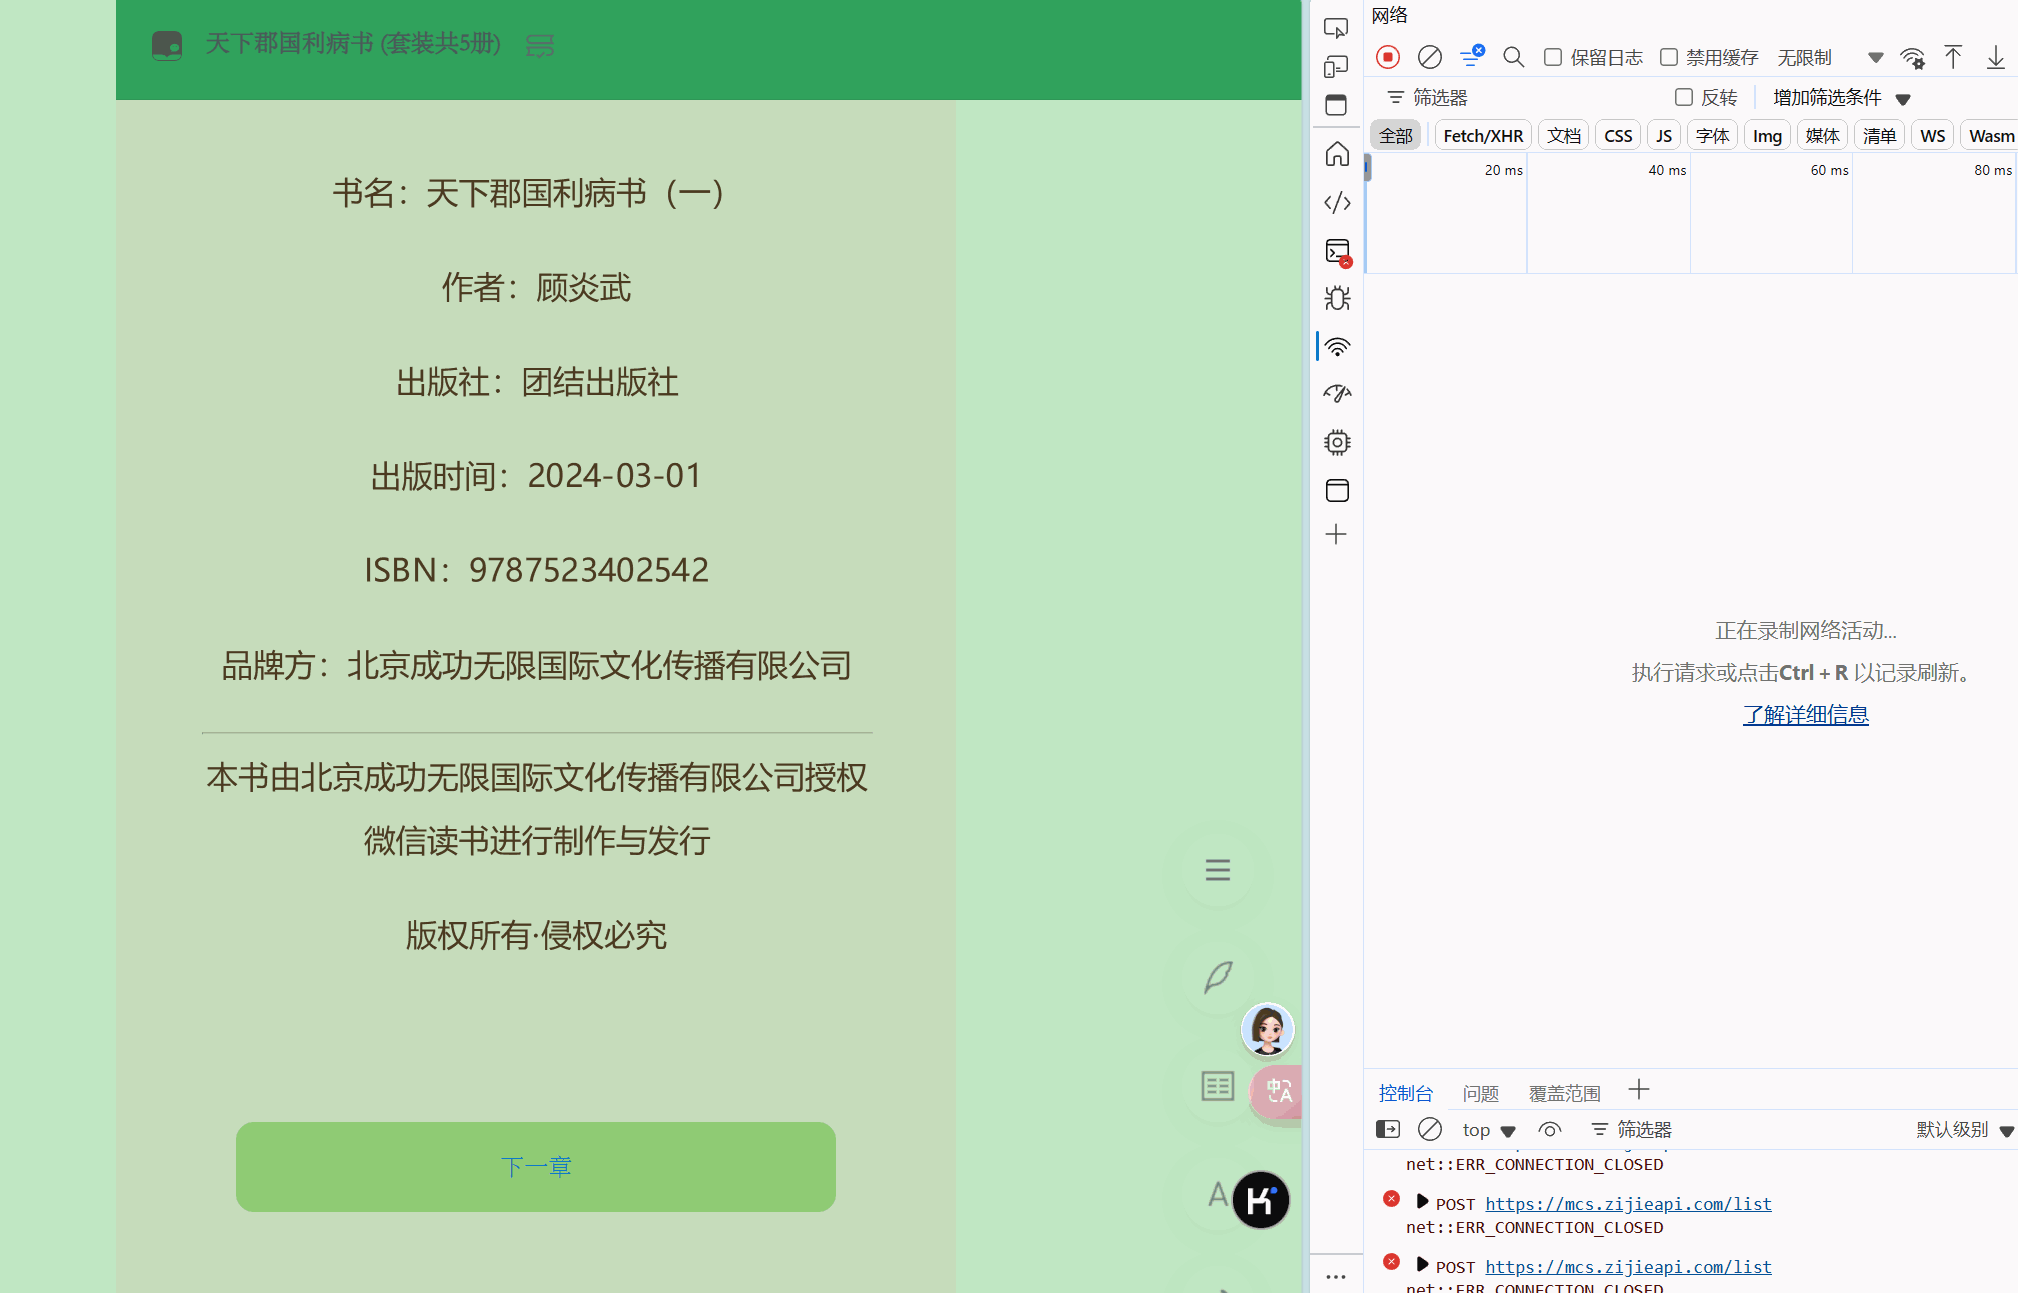 天下郡国利病书 (套装共5册)
书名：天下郡国利病书（一）
作者：顾炎武
出版社：团结出版社
出版时间：2024-03-01
ISBN：9787523402542
品牌方：北京成功无限国际文化传播有限公司
本书由北京成功无限国际文化传播有限公司授权
微信读书进行制作与发行
版权所有·侵权必究
下一章
中A
A
K
网络
保留日志 禁用缓存 无限制
筛选器 反转 增加筛选条件
全部 Fetch/XHR 文档 CSS JS 字体 Img 媒体 清单 WS Wasm
20 ms 40 ms 60 ms 80 ms
正在录制网络活动...
执行请求或点击Ctrl + R 以记录刷新。
了解详细信息
控制台 问题 覆盖范围
top 筛选器 默认级别
net::ERR_CONNECTION_CLOSED
POST https://mcs.zijieapi.com/list
net::ERR_CONNECTION_CLOSED
POST https://mcs.zijieapi.com/list
net::ERR_CONNECTION_CLOSED